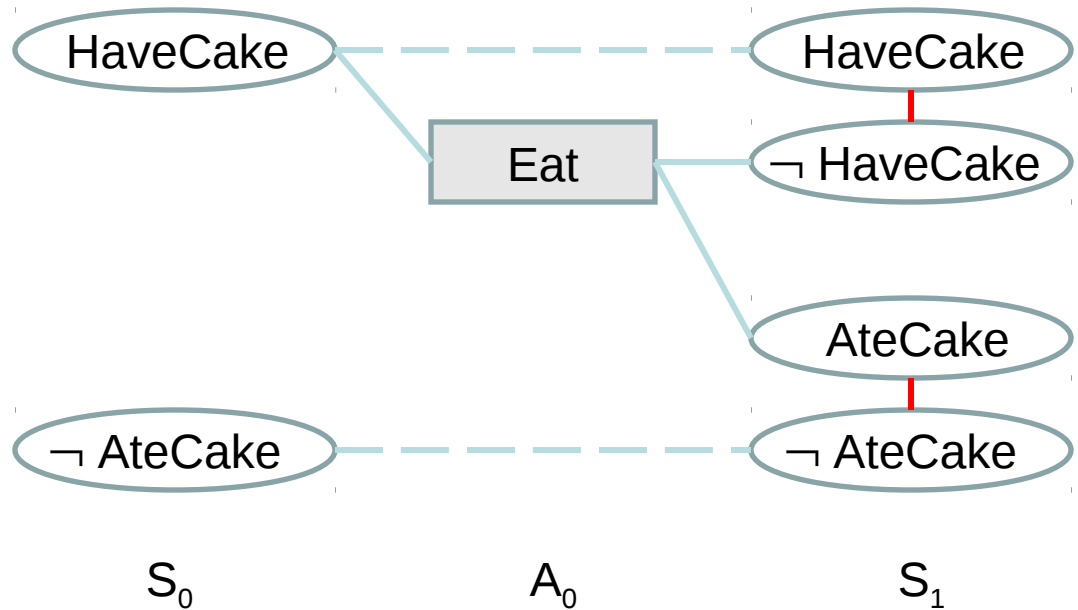 HaveCake HaveCake
Eat ¬ HaveCake
AteCake
¬ AteCake ¬ AteCake
S₀ A₀ S₁